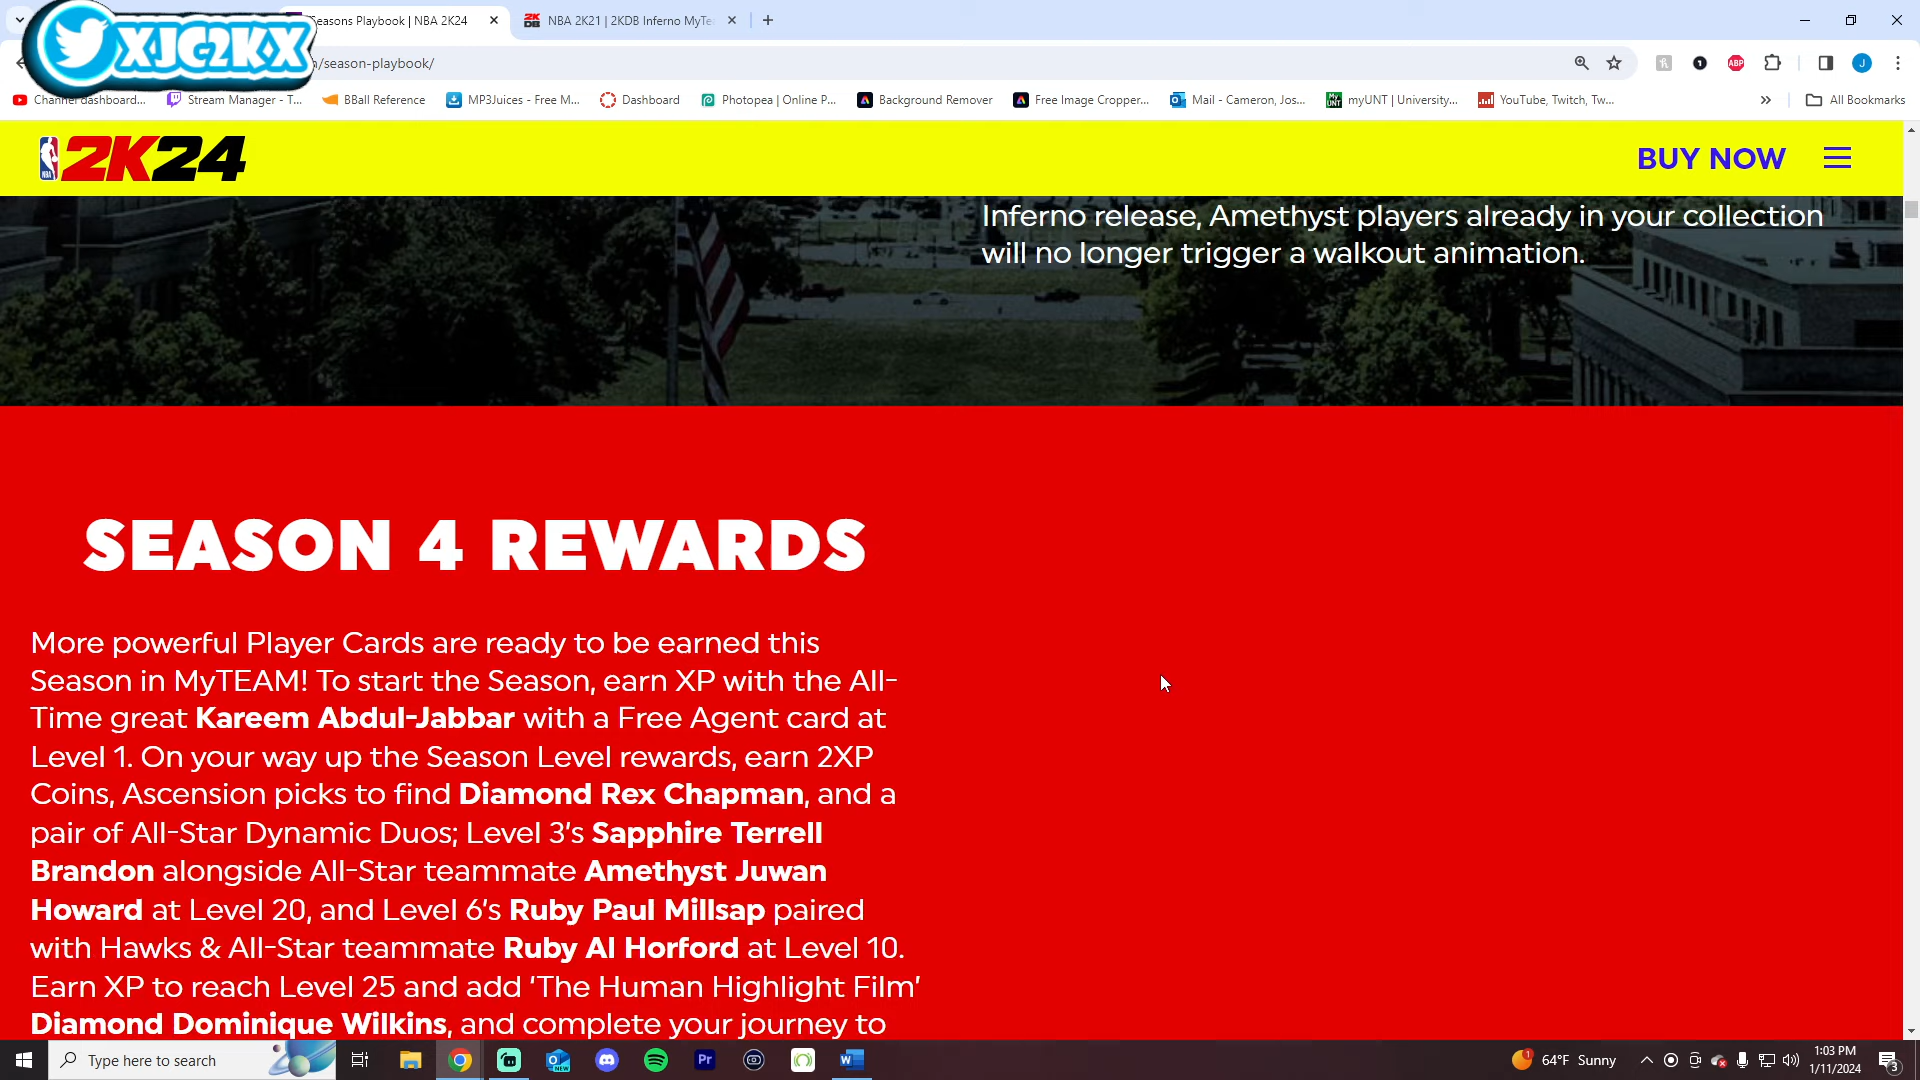 XJC2KX
Seasons Playbook | NBA 2K24
2K DB
NBA 2K21 | 2KDB Inferno MyTe
/season-playbook/
ABP
J
Channel dashboard...
Stream Manager - T...
BBall Reference
MP3Juices - Free M...
Dashboard
Photopea | Online P...
Background Remover
Free Image Cropper...
Mail - Cameron, Jos...
myUNT | University...
YouTube, Twitch, Tw...
All Bookmarks
NBA 2K24
BUY NOW
Inferno release, Amethyst players already in your collection
will no longer trigger a walkout animation.
SEASON 4 REWARDS
More powerful Player Cards are ready to be earned this
Season in MyTEAM! To start the Season, earn XP with the All-
Time great Kareem Abdul-Jabbar with a Free Agent card at
Level 1. On your way up the Season Level rewards, earn 2XP
Coins, Ascension picks to find Diamond Rex Chapman, and a
pair of All-Star Dynamic Duos; Level 3’s Sapphire Terrell
Brandon alongside All-Star teammate Amethyst Juwan
Howard at Level 20, and Level 6’s Ruby Paul Millsap paired
with Hawks & All-Star teammate Ruby Al Horford at Level 10.
Earn XP to reach Level 25 and add ‘The Human Highlight Film’
Diamond Dominique Wilkins, and complete your journey to
Type here to search
NEW
Pr
W
1
64°F Sunny
1:03 PM
1/11/2024
3